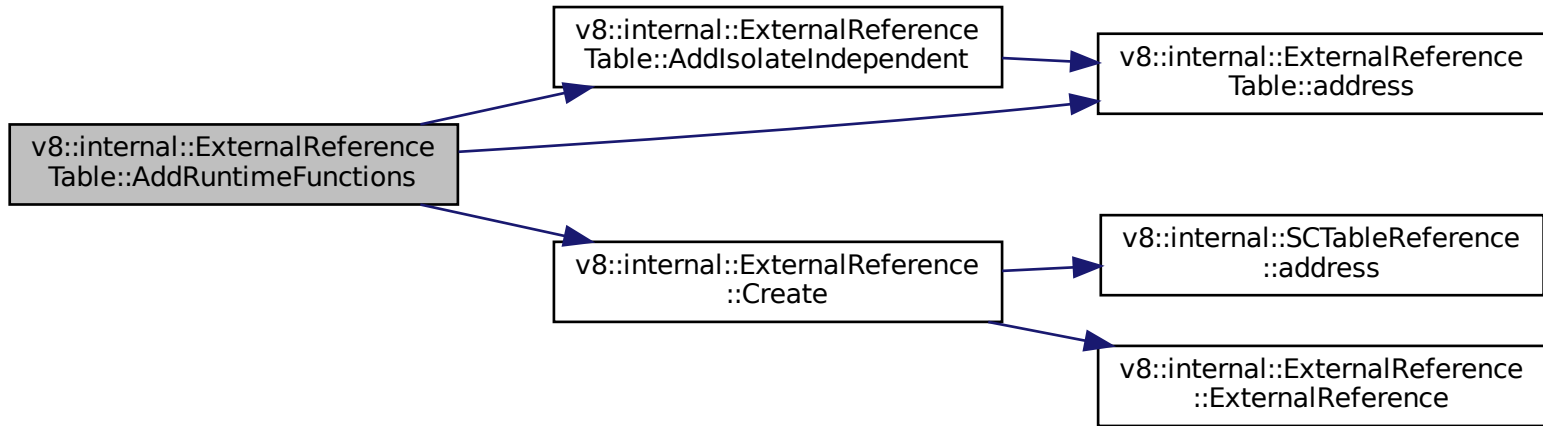 v8::internal::ExternalReference
Table::AddRuntimeFunctions
v8::internal::ExternalReference
Table::AddIsolateIndependent
v8::internal::ExternalReference
Table::address
v8::internal::ExternalReference
::Create
v8::internal::SCTableReference
::address
v8::internal::ExternalReference
::ExternalReference